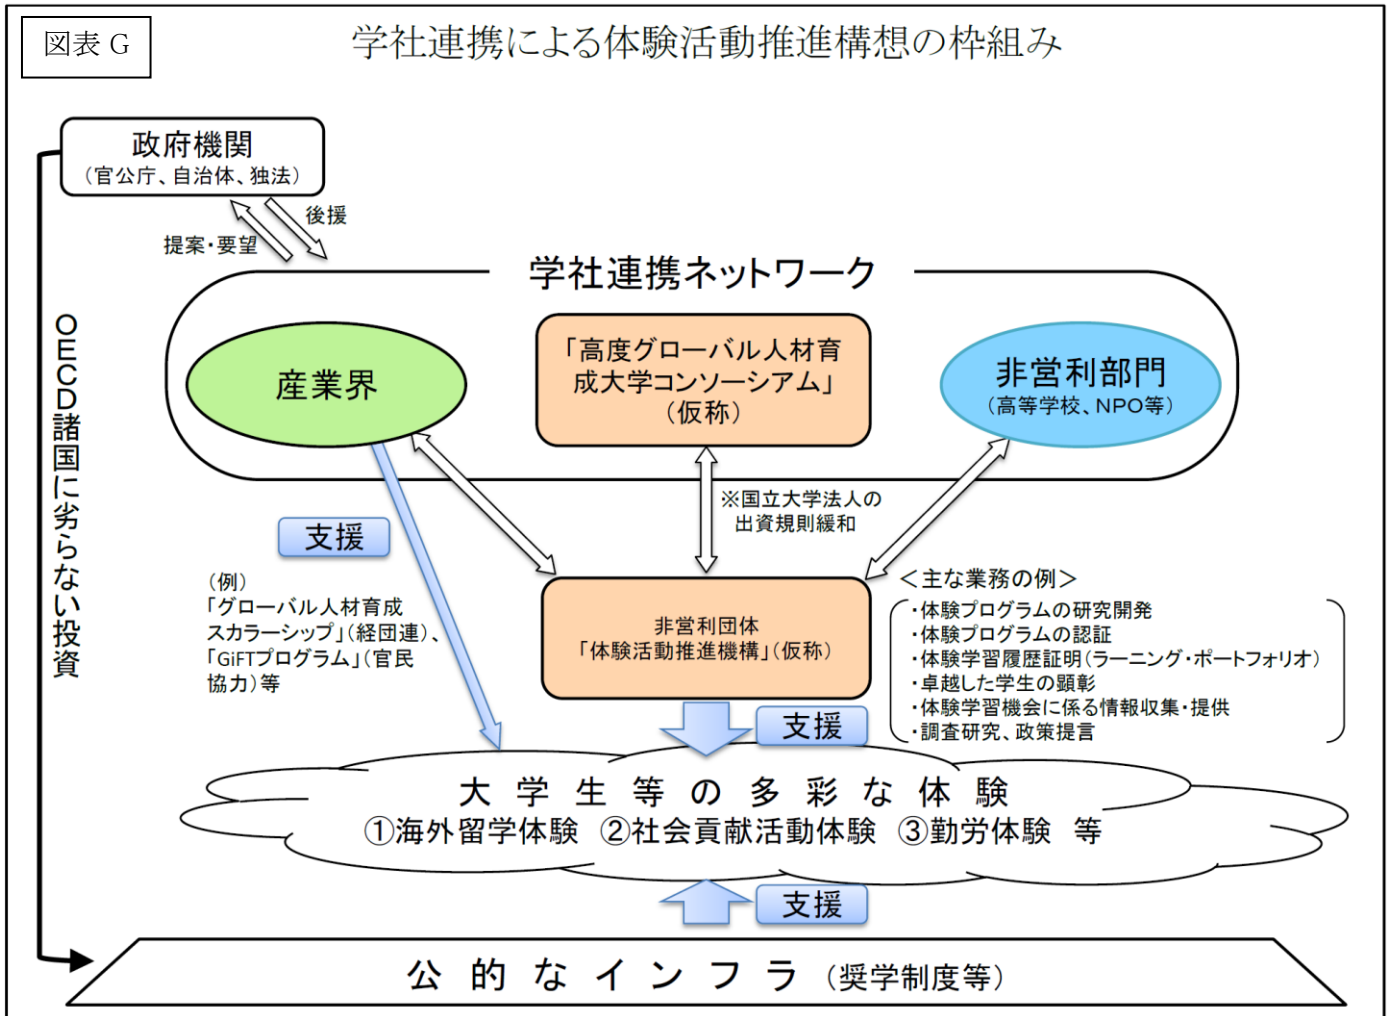 図表 G
学社連携による体験活動推進構想の枠組み
政府機関
（官公庁、自治体、独法）
後援
提案・要望
OECD諸国に劣らない投資
学社連携ネットワーク
産業界
「高度グローバル人材育
成大学コンソーシアム」
（仮称）
非営利部門
（高等学校、NPO等）
※国立大学法人の
出資規則緩和
支援
（例）
「グローバル人材育成
スカラーシップ」（経団連）、
「GiFTプログラム」（官民
協力）等
非営利団体
「体験活動推進機構」（仮称）
＜主な業務の例＞
・体験プログラムの研究開発
・体験プログラムの認証
・体験学習履歴証明（ラーニング・ポートフォリオ）
・卓越した学生の顕彰
・体験学習機会に係る情報収集・提供
・調査研究、政策提言
支援
大学生等の多彩な体験
①海外留学体験 ②社会貢献活動体験 ③勤労体験 等
支援
公的なインフラ（奨学制度等）